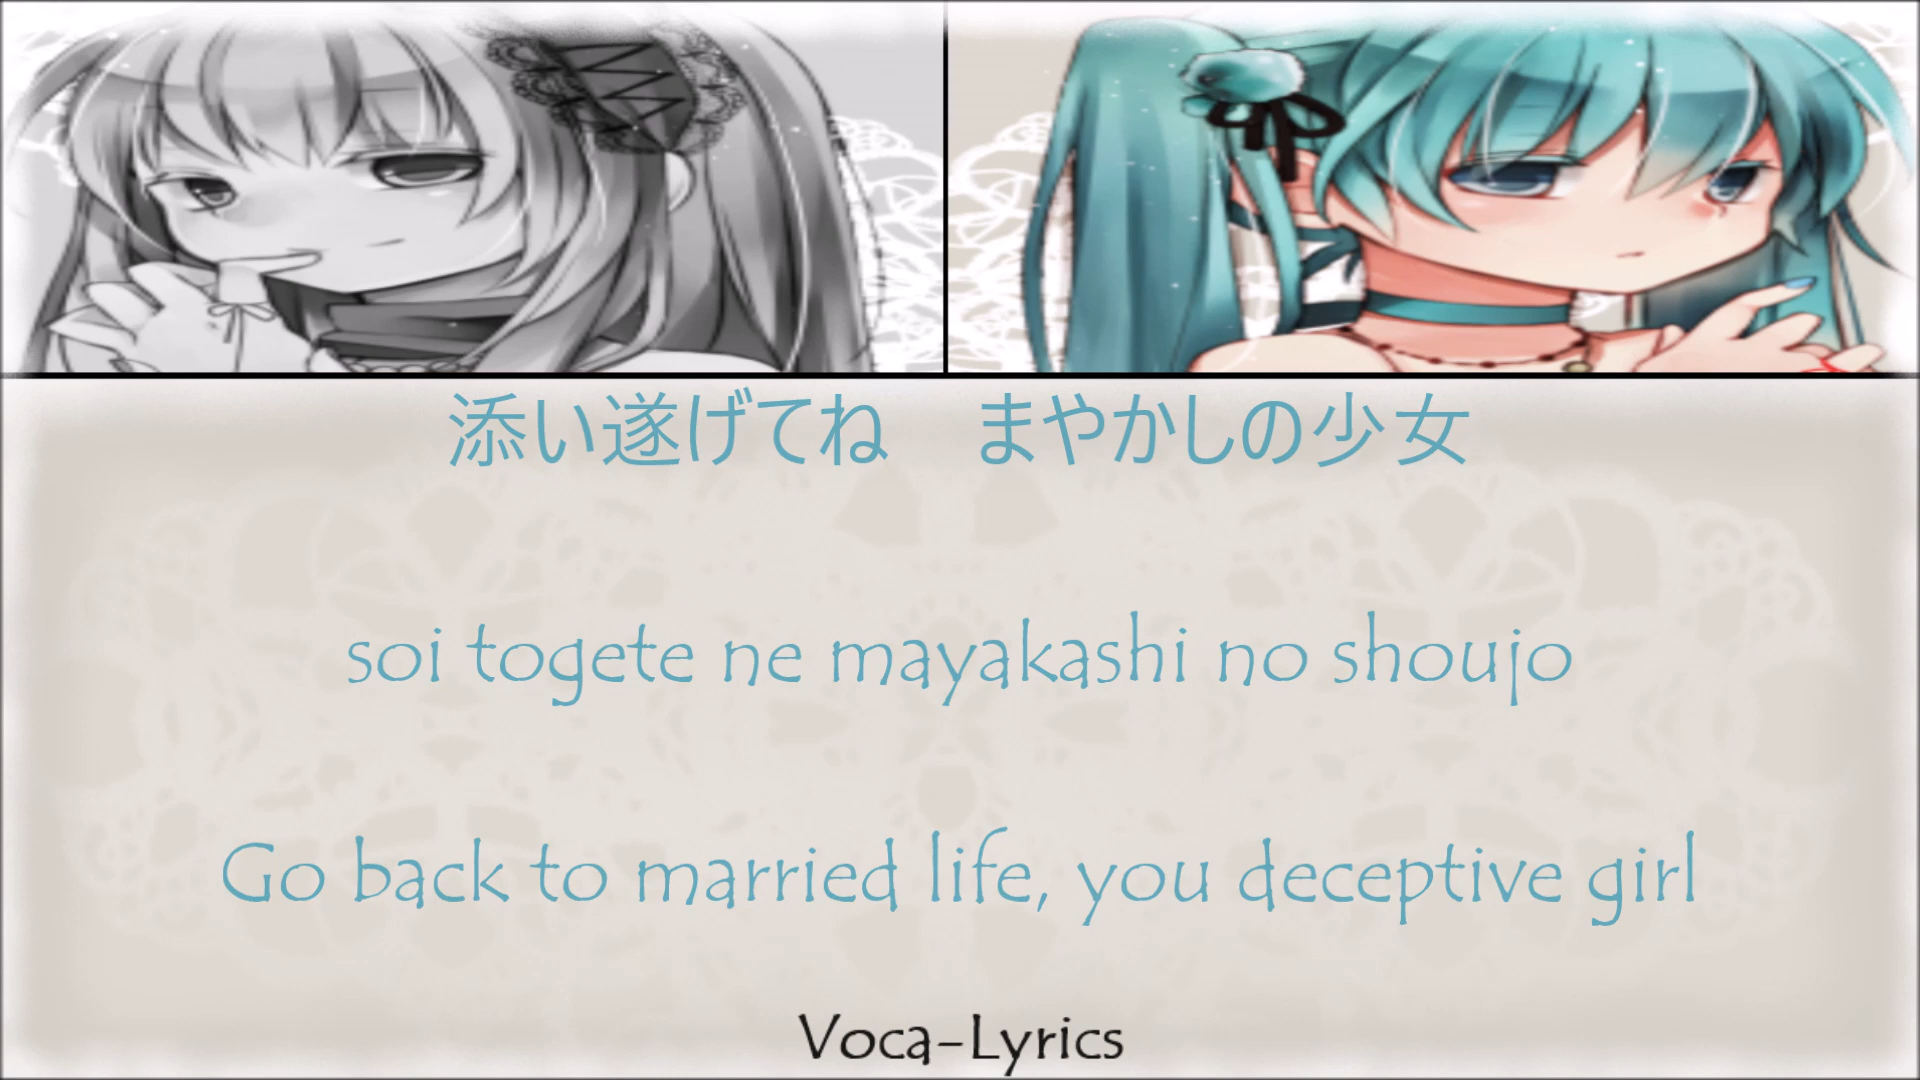 添い遂げてね　まやかしの少女
soi togete ne mayakashi no shoujo
Go back to married life, you deceptive girl
Voca-Lyrics